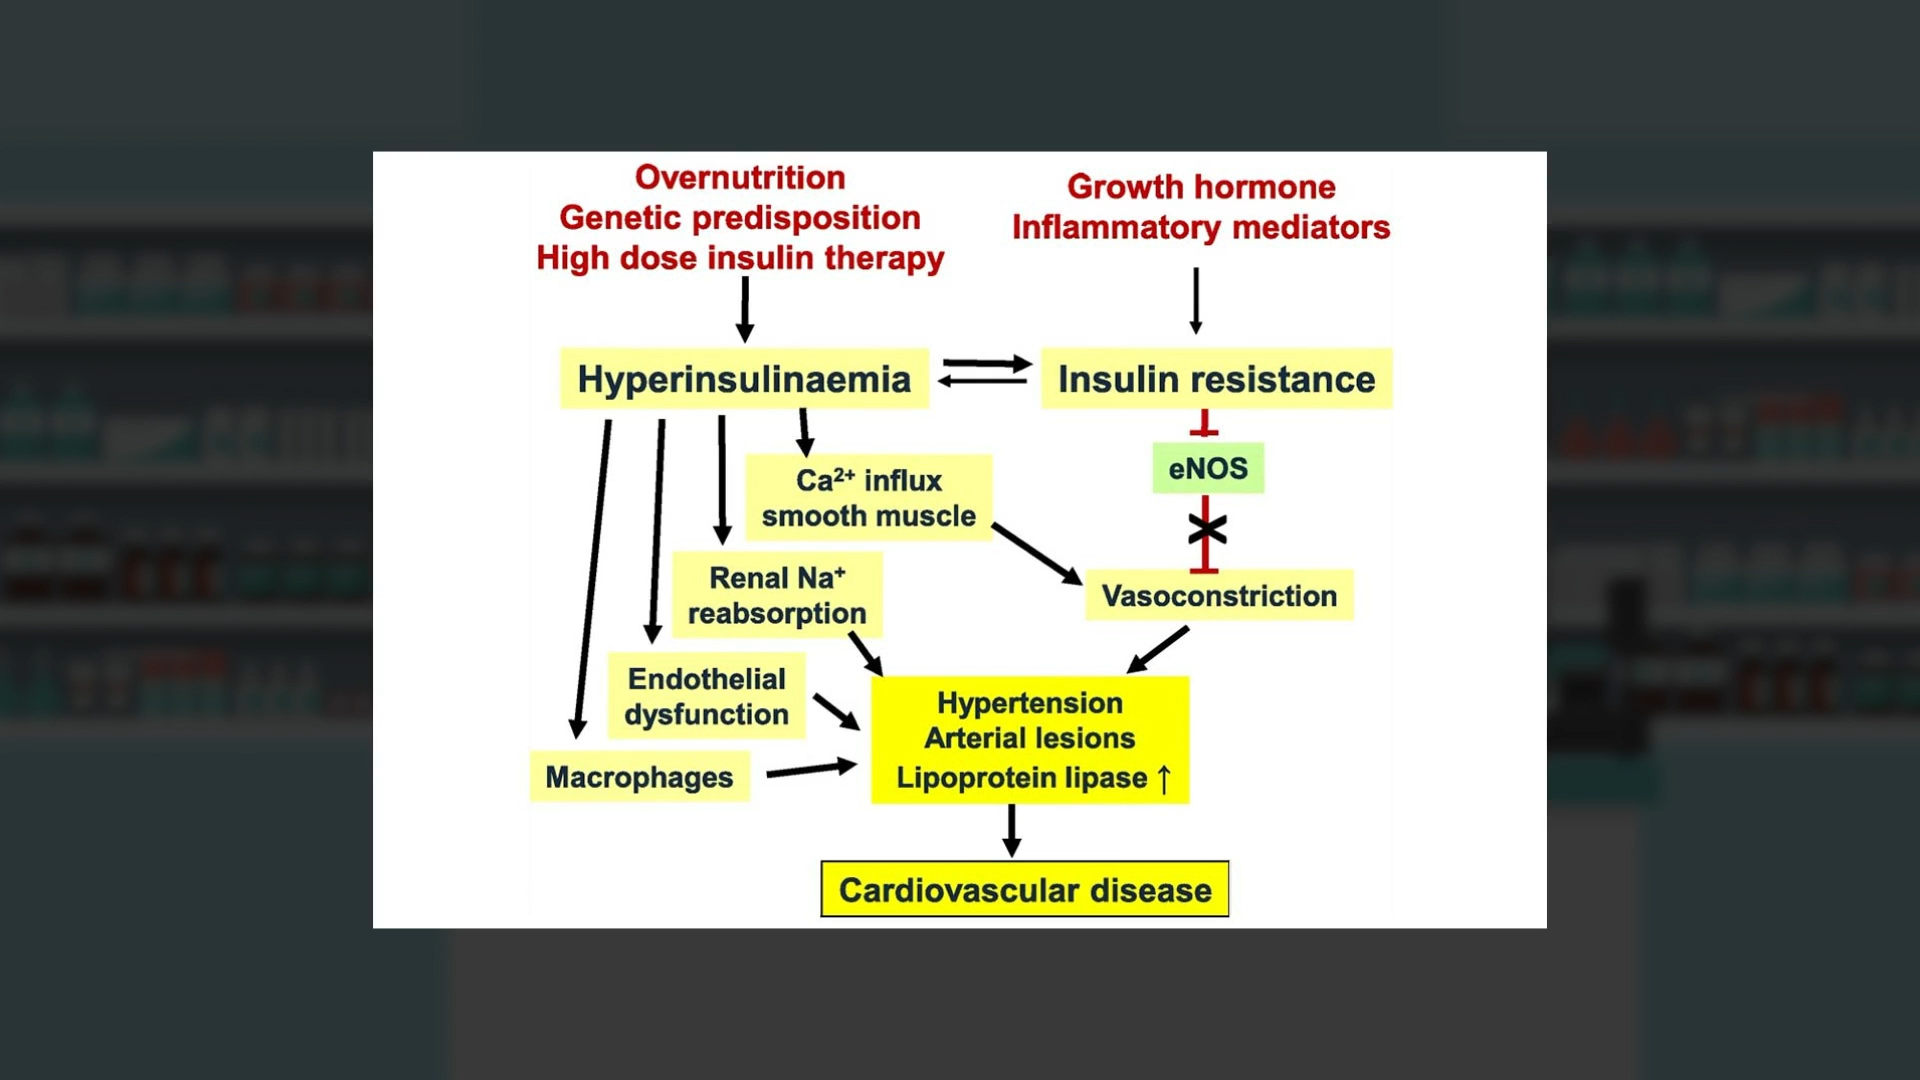 Overnutrition
Genetic predisposition
High dose insulin therapy
Growth hormone
Inflammatory mediators
Hyperinsulinaemia
Insulin resistance
eNOS
Ca²⁺ influx
smooth muscle
Renal Na⁺
reabsorption
Vasoconstriction
Endothelial
dysfunction
Macrophages
Hypertension
Arterial lesions
Lipoprotein lipase ↑
Cardiovascular disease